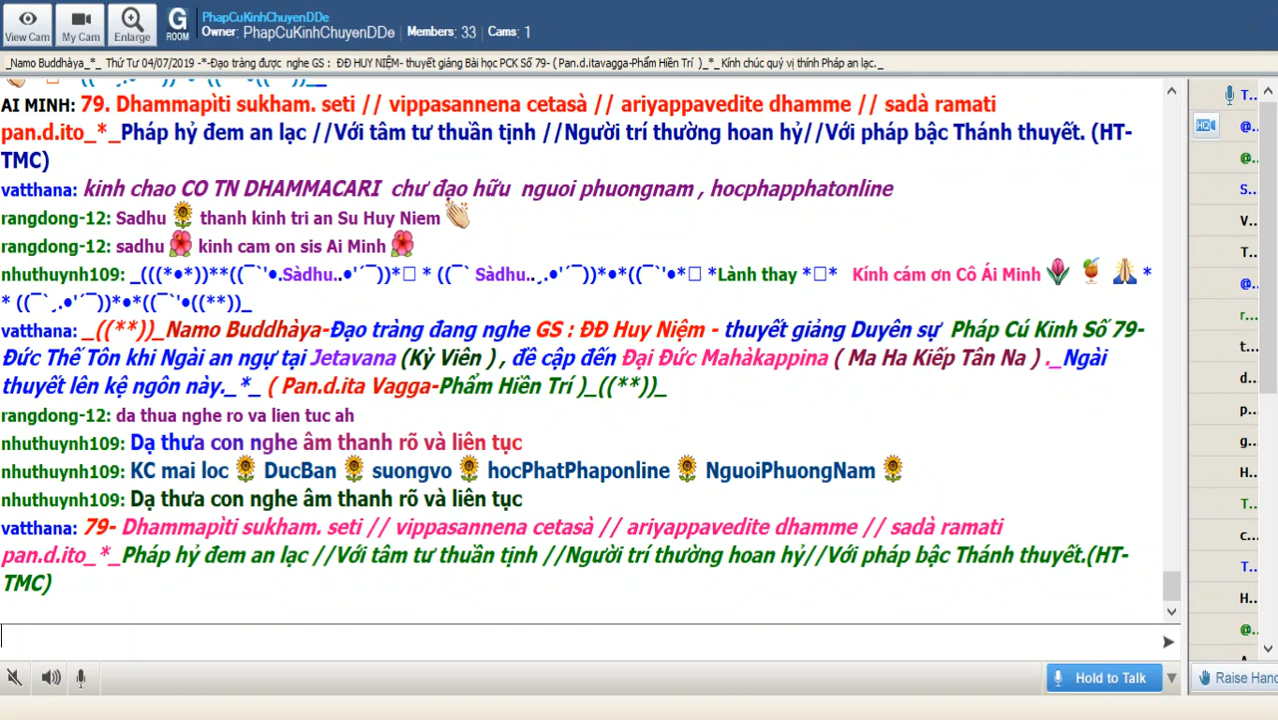 View Cam
My Cam
Enlarge
G
ROOM
PhapCuKinhChuyenDDe
Owner: PhapCuKinhChuyenDDe Members: 33 Cams: 1
_Namo Buddhàya_*_ Thứ Tư 04/07/2019 -*-Đạo tràng được nghe GS : ĐĐ HUY NIỆM- thuyết giảng Bài học PCK Số 79- ( Pan.d.itavagga-Phẩm Hiền Trí )_*_Kính chúc quý vị thính Pháp an lạc._
AI MINH: 79. Dhammapìti sukham. seti // vippasannena cetasà // ariyappavedite dhamme // sadà ramati
pan.d.ito_*_Pháp hỷ đem an lạc //Với tâm tư thuần tịnh //Người trí thường hoan hỷ//Với pháp bậc Thánh thuyết. (HT-
TMC)
vatthana: kinh chao CO TN DHAMMACARI chư đạo hữu nguoi phuongnam , hocphapphatonline
rangdong-12: Sadhu 🌻 thanh kinh tri an Su Huy Niem 👏
rangdong-12: sadhu 🌺 kinh cam on sis Ai Minh 🌺
nhuthuynh109: _(((*•*))**((¯`'•.Sàdhu..•'´¯))*□ * ((¯` Sàdhu..¸.•'´¯))*•*((¯`'•*□ *Lành thay *□* Kính cám ơn Cô Ái Minh 🌷 🍹 🙏 *
* ((¯`¸.•'´¯))*•*((¯`'•((**))_
vatthana: _((**))_Namo Buddhàya-Đạo tràng đang nghe GS : ĐĐ Huy Niệm - thuyết giảng Duyên sự Pháp Cú Kinh Số 79-
Đức Thế Tôn khi Ngài an ngự tại Jetavana (Kỳ Viên ) , đề cập đến Đại Đức Mahàkappina ( Ma Ha Kiếp Tân Na ) ._Ngài
thuyết lên kệ ngôn này._*_ ( Pan.d.ita Vagga-Phẩm Hiền Trí )_((**))_
rangdong-12: da thua nghe ro va lien tuc ah
nhuthuynh109: Dạ thưa con nghe âm thanh rõ và liên tục
nhuthuynh109: KC mai loc 🌻 DucBan 🌻 suongvo 🌻 hocPhatPhaponline 🌻 NguoiPhuongNam 🌻
nhuthuynh109: Dạ thưa con nghe âm thanh rõ và liên tục
vatthana: 79- Dhammapìti sukham. seti // vippasannena cetasà // ariyappavedite dhamme // sadà ramati
pan.d.ito_*_Pháp hỷ đem an lạc //Với tâm tư thuần tịnh //Người trí thường hoan hỷ//Với pháp bậc Thánh thuyết.(HT-
TMC)
T..
HQ
@..
@..
S..
V..
T..
@..
r..
t..
d..
p..
g..
H..
T..
c..
T..
H..
@..
Hold to Talk
Raise Hand